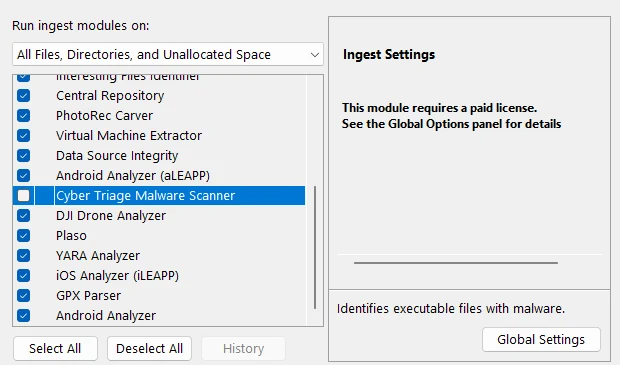 Run ingest modules on:
All Files, Directories, and Unallocated Space
Interesting Files Identifier
Central Repository
PhotoRec Carver
Virtual Machine Extractor
Data Source Integrity
Android Analyzer (aLEAPP)
Cyber Triage Malware Scanner
DJI Drone Analyzer
Plaso
YARA Analyzer
iOS Analyzer (iLEAPP)
GPX Parser
Android Analyzer
Select All
Deselect All
History
Ingest Settings
This module requires a paid license.
See the Global Options panel for details
Identifies executable files with malware.
Global Settings